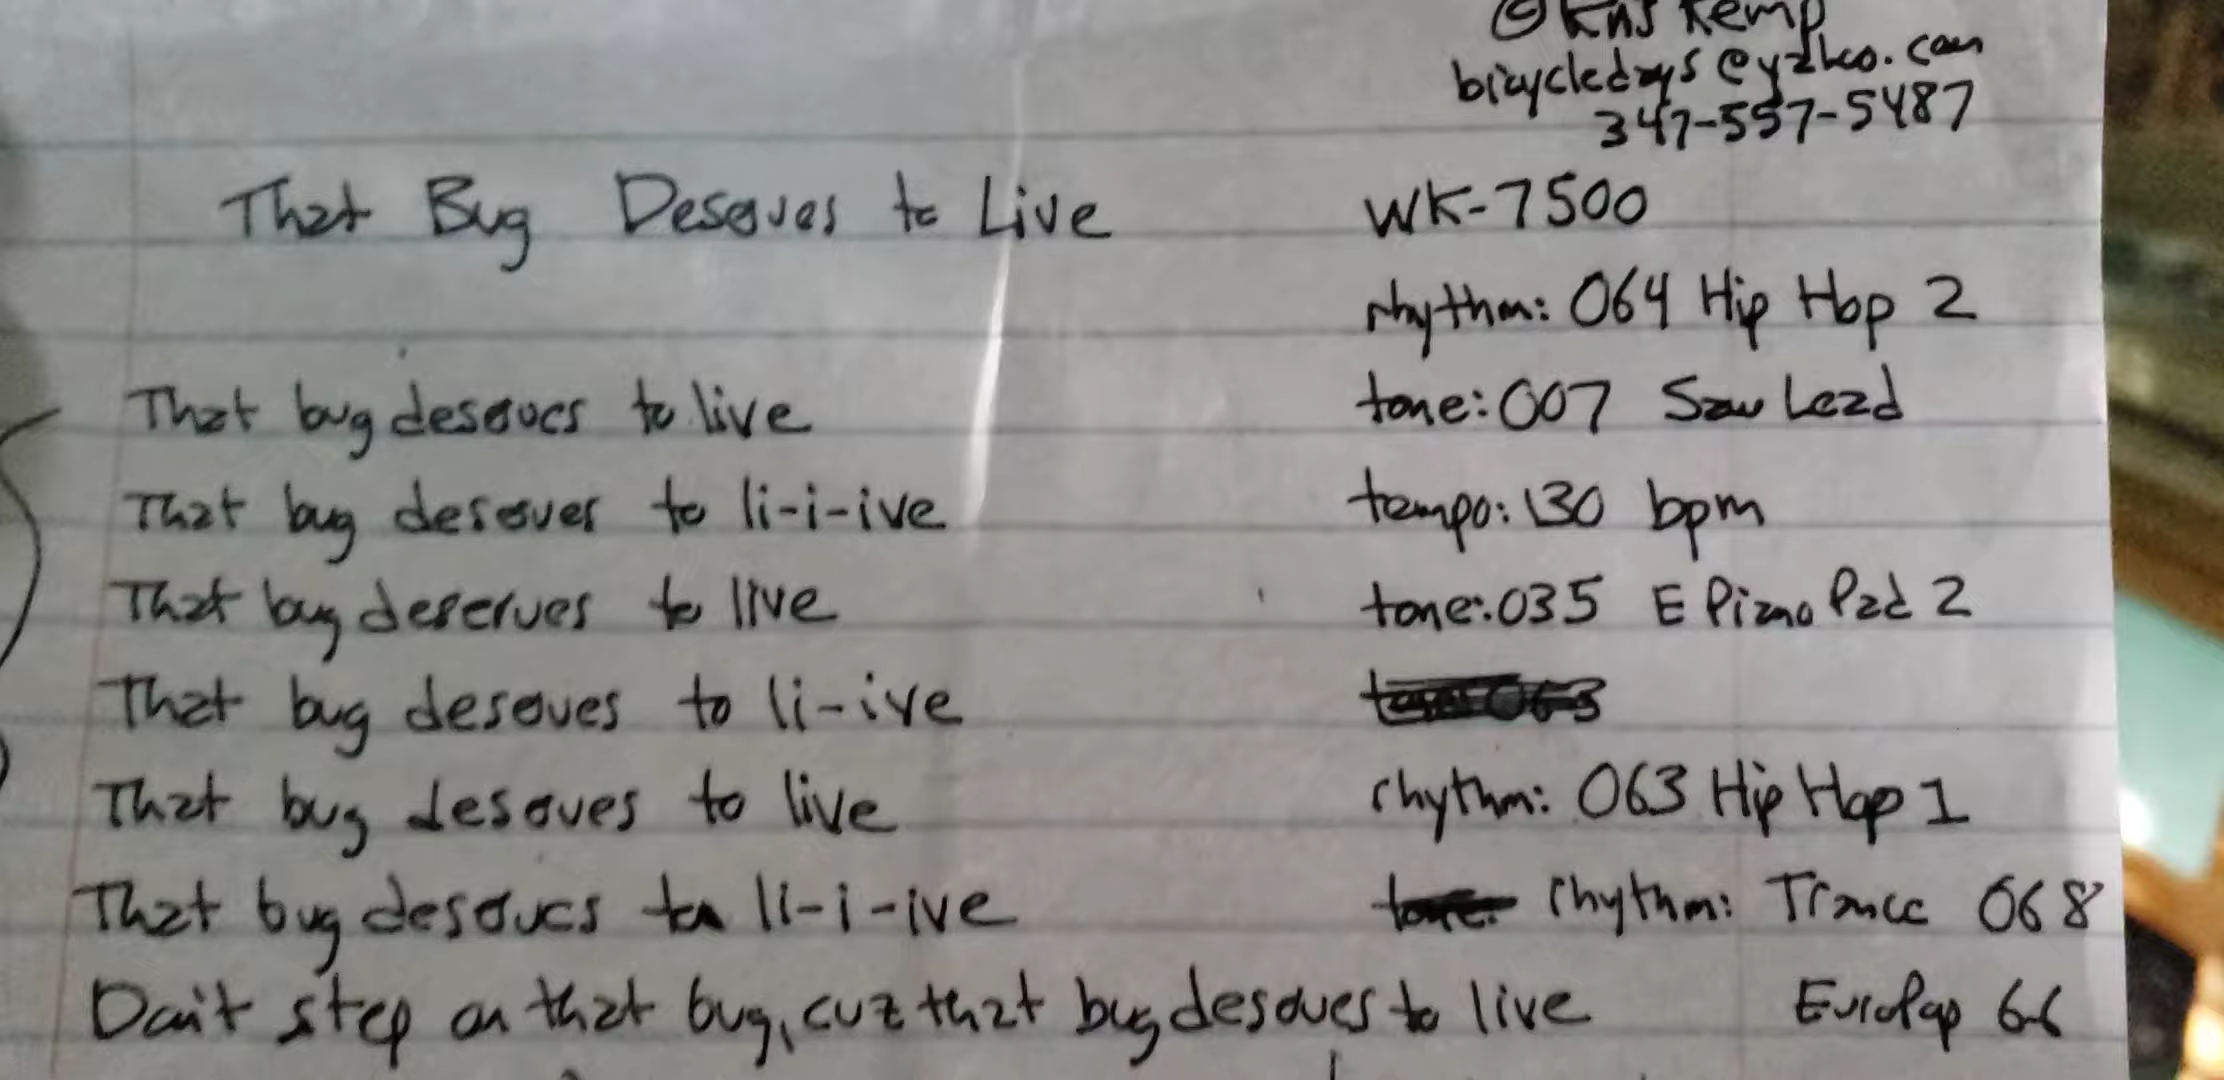 © Kris Kemp
bicycledays@yahoo.com
347-557-5487
That Bug Deserves to Live
WK-7500
rhythm: 064 Hip Hop 2
That bug deserves to live
tone: 007 Saw Lead
That bug deserves to li-i-ive
tempo: 130 bpm
That bug deserves to live
tone: 035 E Piano Pad 2
That bug deserves to li-ive
That bug deserves to live
rhythm: 063 Hip Hop 1
That bug deserves to li-i-ive
rhythm: Trance 068
Don't step on that bug, cuz that bug deserves to live
EuroPop 66